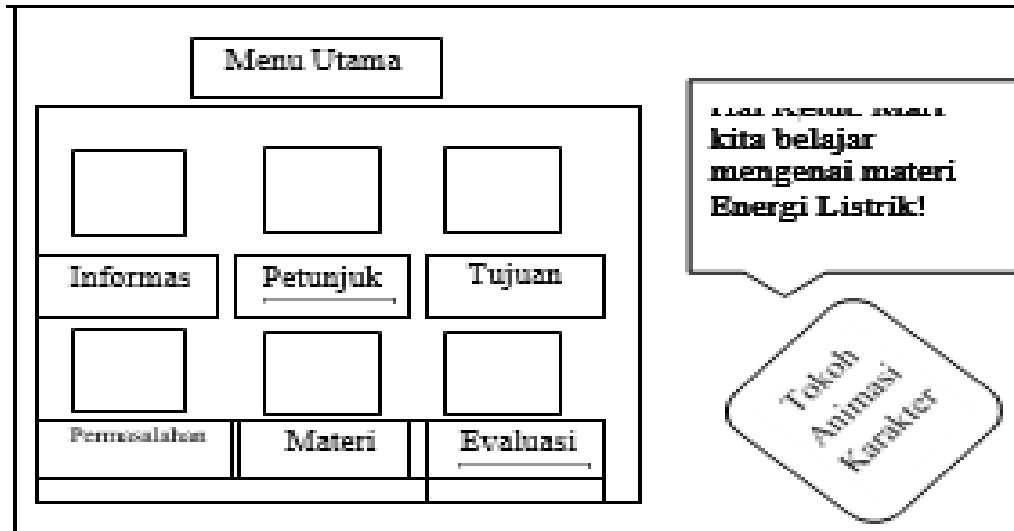 Menu Utama
kita belajar
mengenai materi
Energi Listrik!
Informas
Petunjuk
Tujuan
Permasalahan
Materi
Evaluasi
Tokoh
Animasi
Karakter